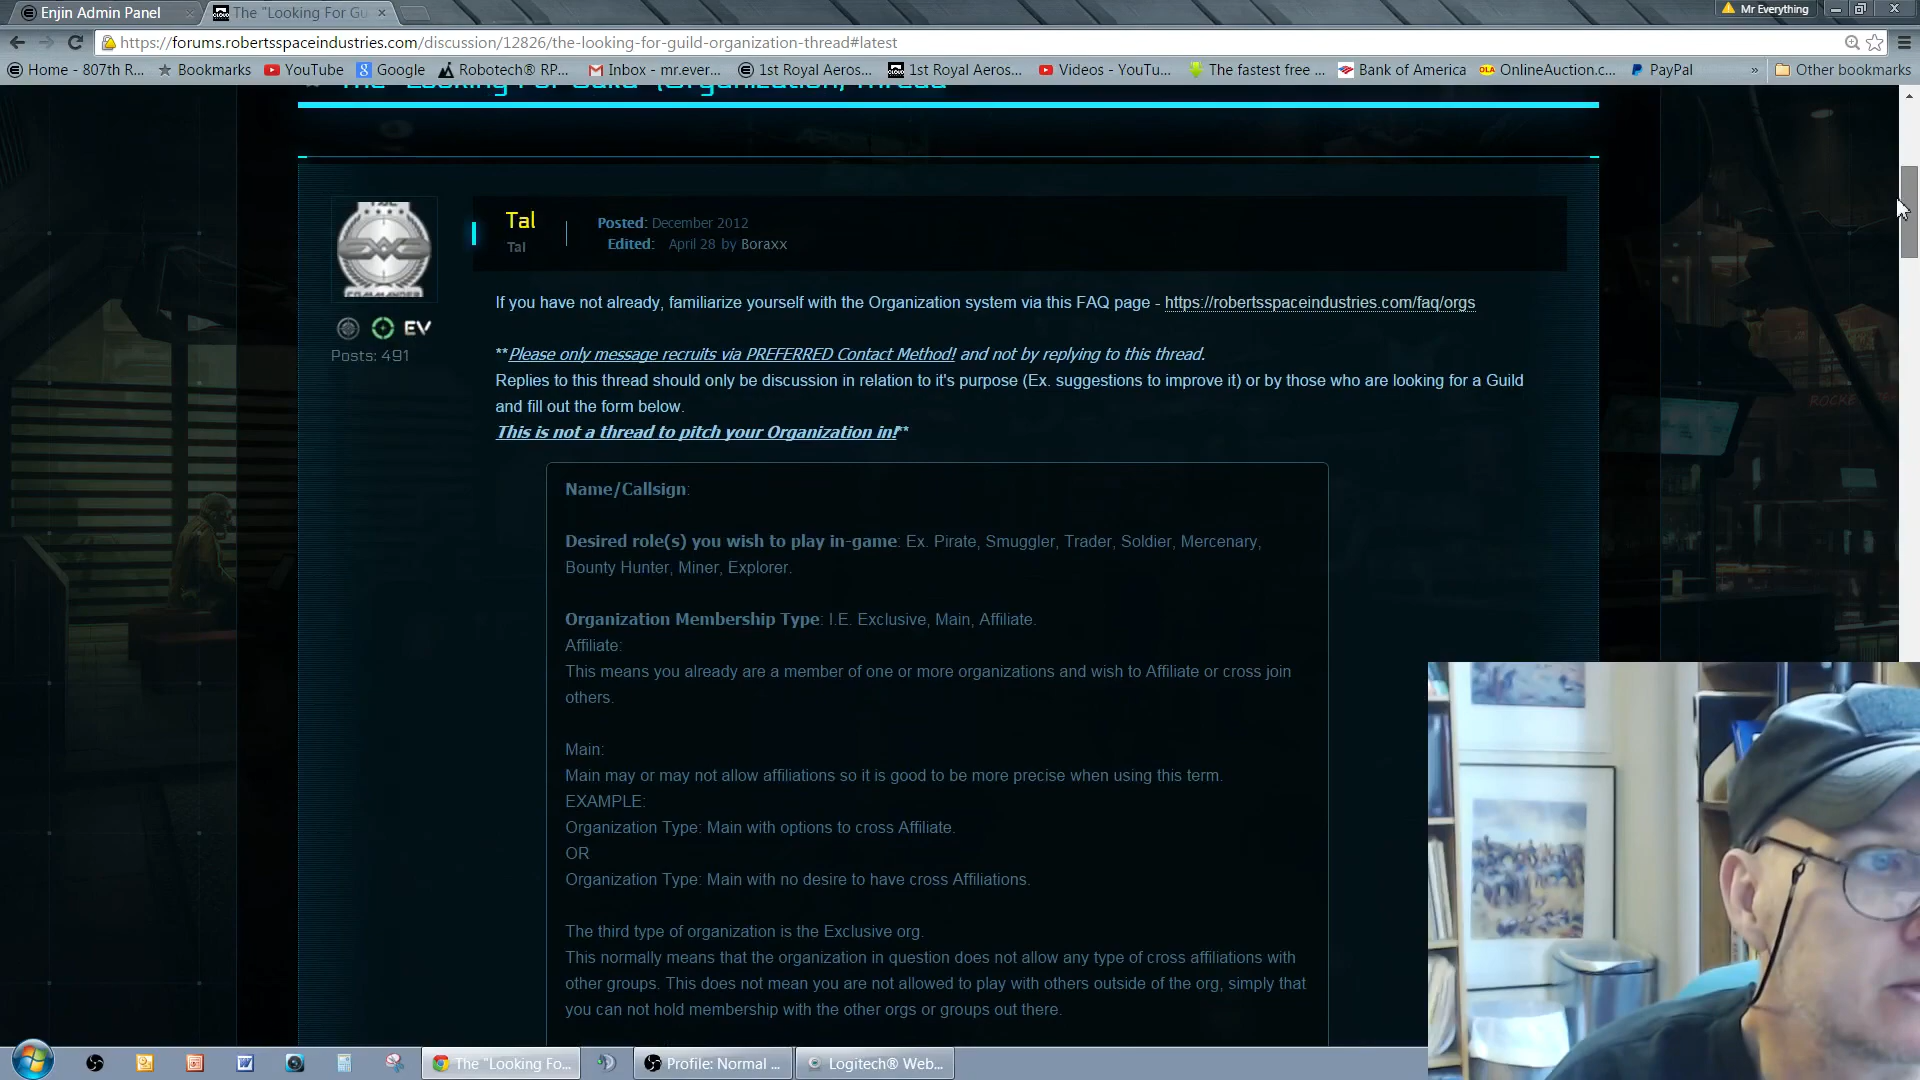 Enjin Admin Panel
The "Looking For Gu
Mr Everything
https://forums.robertsspaceindustries.com/discussion/12826/the-looking-for-guild-organization-thread#latest
Home - 807th R... Bookmarks YouTube Google Robotech® RP... Inbox - mr.ever... 1st Royal Aeros... 1st Royal Aeros... Videos - YouTu... The fastest free ... Bank of America OnlineAuction.c... PayPal » Other bookmarks
The "Looking For Guild" (Organization) Thread
Tal
Tal
Posted: December 2012
Edited: April 28 by Boraxx
COMMANDER
EV
Posts: 491
If you have not already, familiarize yourself with the Organization system via this FAQ page - https://robertsspaceindustries.com/faq/orgs
**Please only message recruits via PREFERRED Contact Method! and not by replying to this thread.
Replies to this thread should only be discussion in relation to it's purpose (Ex. suggestions to improve it) or by those who are looking for a Guild
and fill out the form below.
This is not a thread to pitch your Organization in!**
Name/Callsign:
Desired role(s) you wish to play in-game: Ex. Pirate, Smuggler, Trader, Soldier, Mercenary,
Bounty Hunter, Miner, Explorer.
Organization Membership Type: I.E. Exclusive, Main, Affiliate.
Affiliate:
This means you already are a member of one or more organizations and wish to Affiliate or cross join
others.
Main:
Main may or may not allow affiliations so it is good to be more precise when using this term.
EXAMPLE:
Organization Type: Main with options to cross Affiliate.
OR
Organization Type: Main with no desire to have cross Affiliations.
The third type of organization is the Exclusive org.
This normally means that the organization in question does not allow any type of cross affiliations with
other groups. This does not mean you are not allowed to play with others outside of the org, simply that
you can not hold membership with the other orgs or groups out there.
The "Looking Fo... Profile: Normal ... Logitech® Web...